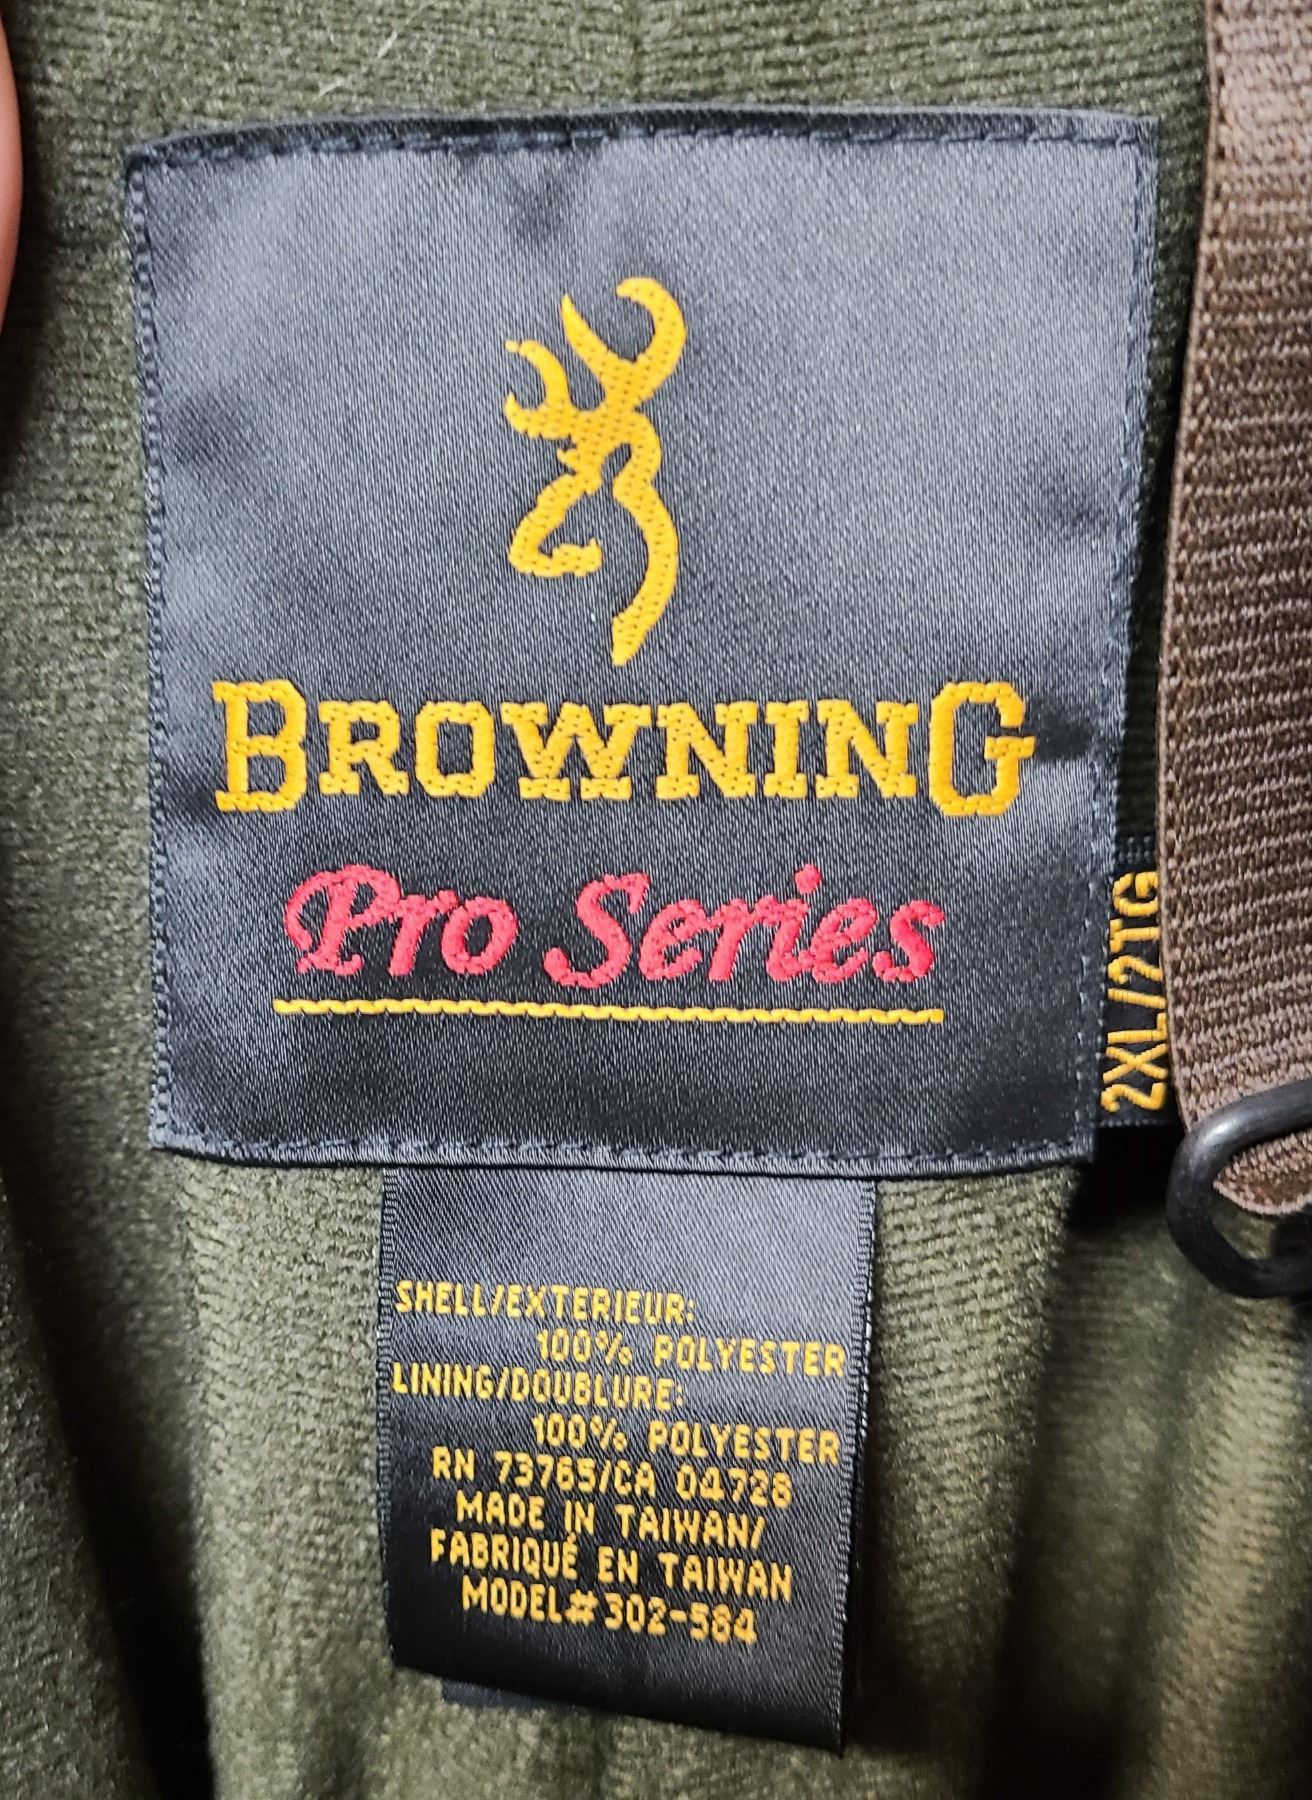 BROWNING
Pro Series
2XL/2TG
SHELL/EXTERIEUR:
100% POLYESTER
LINING/DOUBLURE:
100% POLYESTER
RN 73765/CA 04728
MADE IN TAIWAN/
FABRIQUÉ EN TAIWAN
MODEL#302-584